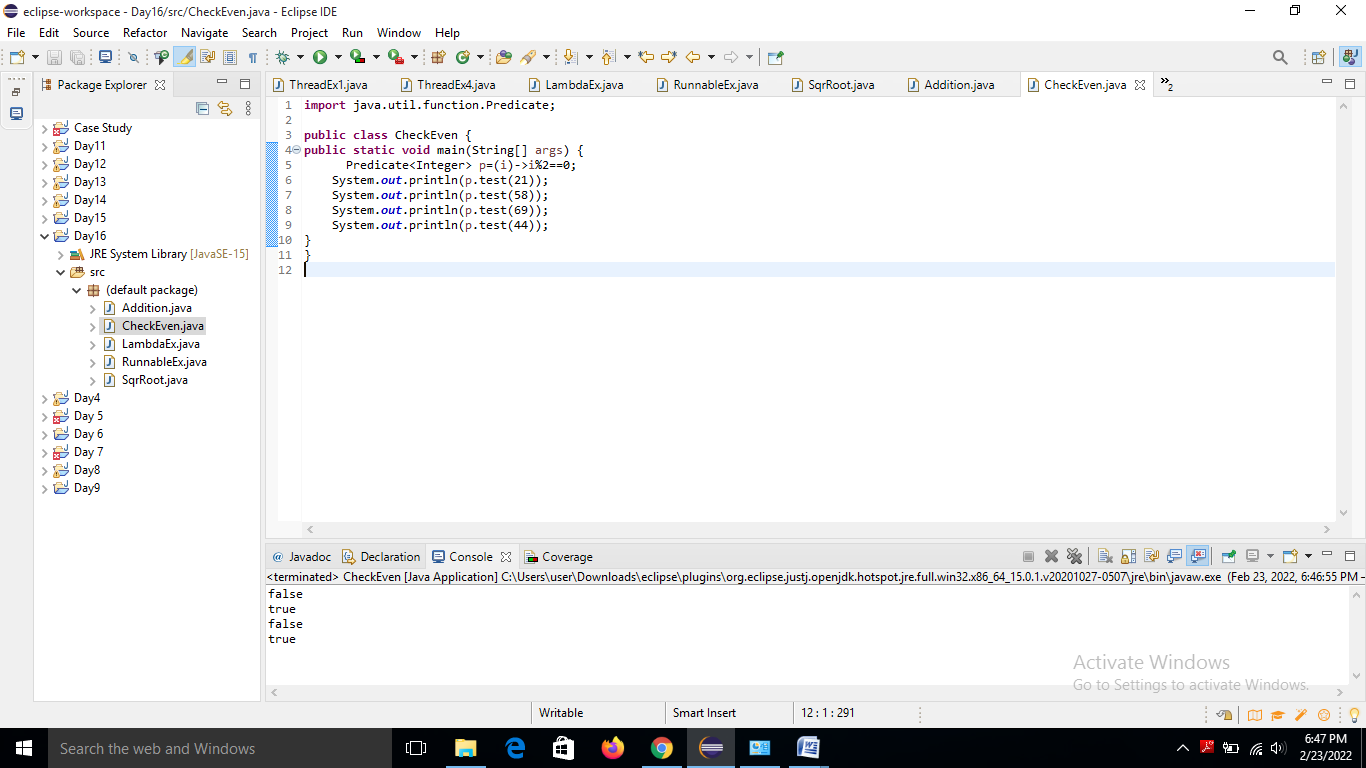 eclipse-workspace - Day16/src/CheckEven.java - Eclipse IDE
File Edit Source Refactor Navigate Search Project Run Window Help
Package Explorer
ThreadEx1.java ThreadEx4.java LambdaEx.java RunnableEx.java SqrRoot.java Addition.java CheckEven.java »2
Case Study
Day11
Day12
Day13
Day14
Day15
Day16
JRE System Library [JavaSE-15]
src
(default package)
Addition.java
CheckEven.java
LambdaEx.java
RunnableEx.java
SqrRoot.java
Day4
Day 5
Day 6
Day 7
Day8
Day9
1 import java.util.function.Predicate;
2
3 public class CheckEven {
4 public static void main(String[] args) {
5 Predicate<Integer> p=(i)->i%2==0;
6 System.out.println(p.test(21));
7 System.out.println(p.test(58));
8 System.out.println(p.test(69));
9 System.out.println(p.test(44));
10 }
11 }
12
@ Javadoc Declaration Console Coverage
<terminated> CheckEven [Java Application] C:\Users\user\Downloads\eclipse\plugins\org.eclipse.justj.openjdk.hotspot.jre.full.win32.x86_64_15.0.1.v20201027-0507\jre\bin\javaw.exe (Feb 23, 2022, 6:46:55 PM –
false
true
false
true
Activate Windows
Go to Settings to activate Windows.
Writable Smart Insert 12 : 1 : 291
Search the web and Windows
6:47 PM
2/23/2022